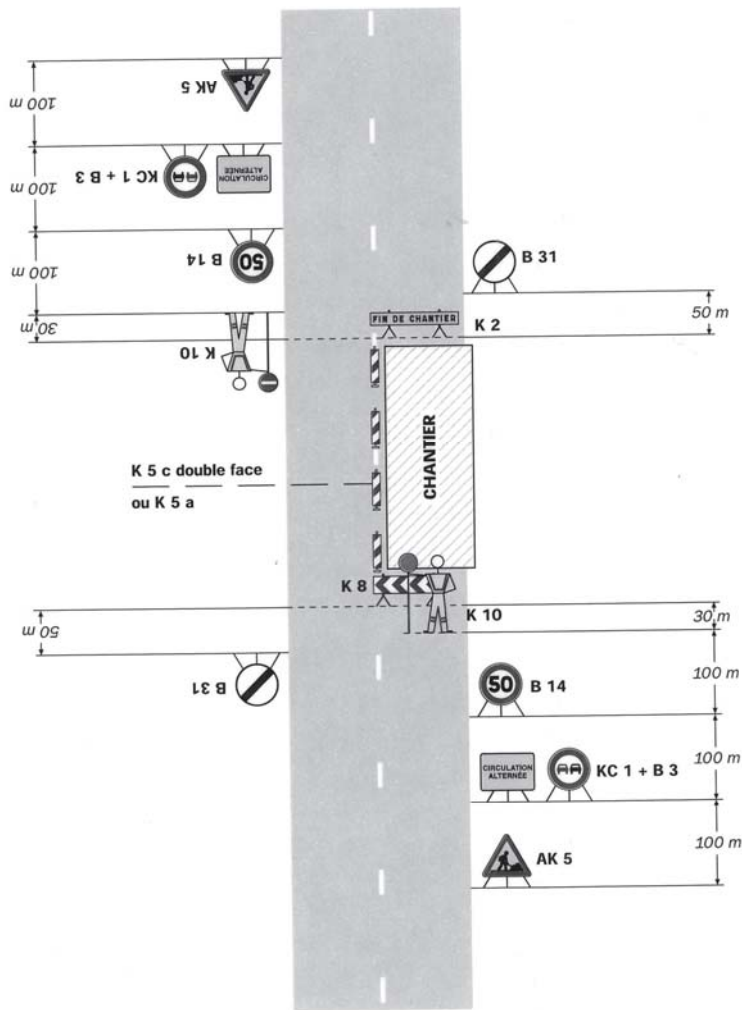 100 m
AK 5
100 m
KC 1 + B 3
CIRCULATION
ALTERNÉE
100 m
B 14
50
30 m
K 10
B 31
50 m
FIN DE CHANTIER
K 2
CHANTIER
K 5 c double face
ou K 5 a
K 8
K 10
30 m
50 m
B 31
100 m
50
B 14
100 m
CIRCULATION
ALTERNÉE
KC 1 + B 3
100 m
AK 5